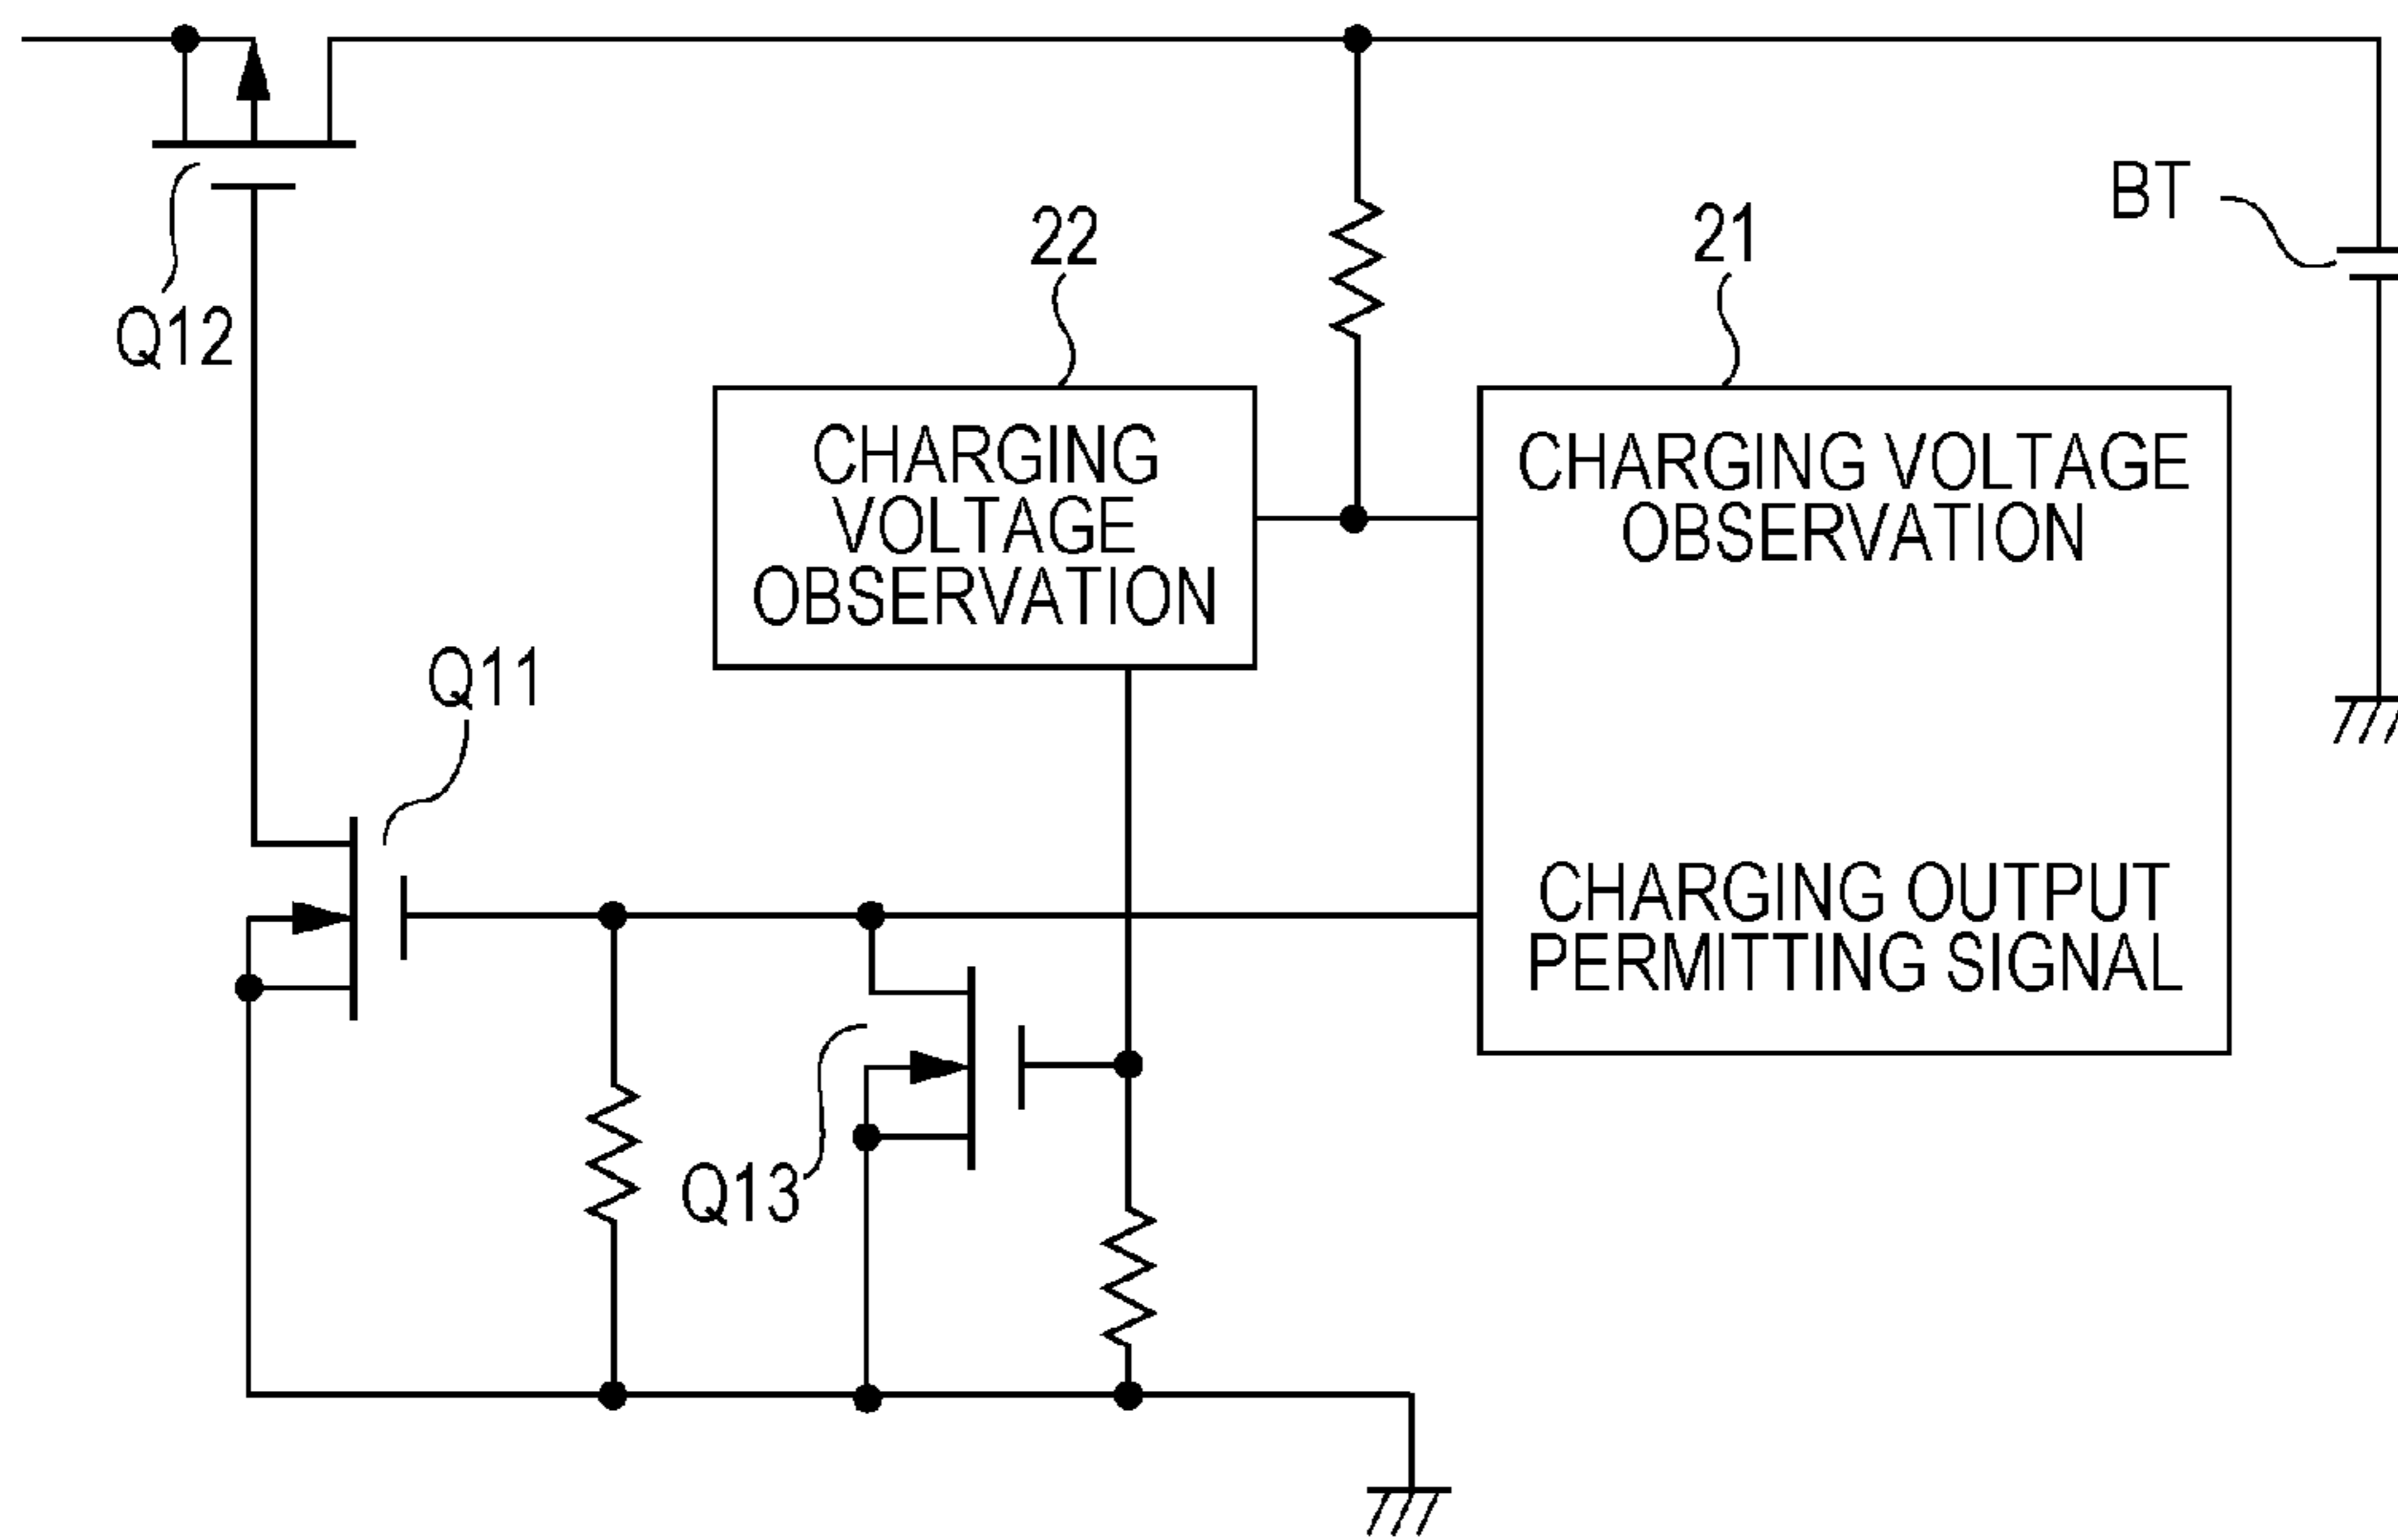 BT
22
21
Q12
CHARGING
VOLTAGE
OBSERVATION
CHARGING VOLTAGE
OBSERVATION
Q11
CHARGING OUTPUT
PERMITTING SIGNAL
Q13